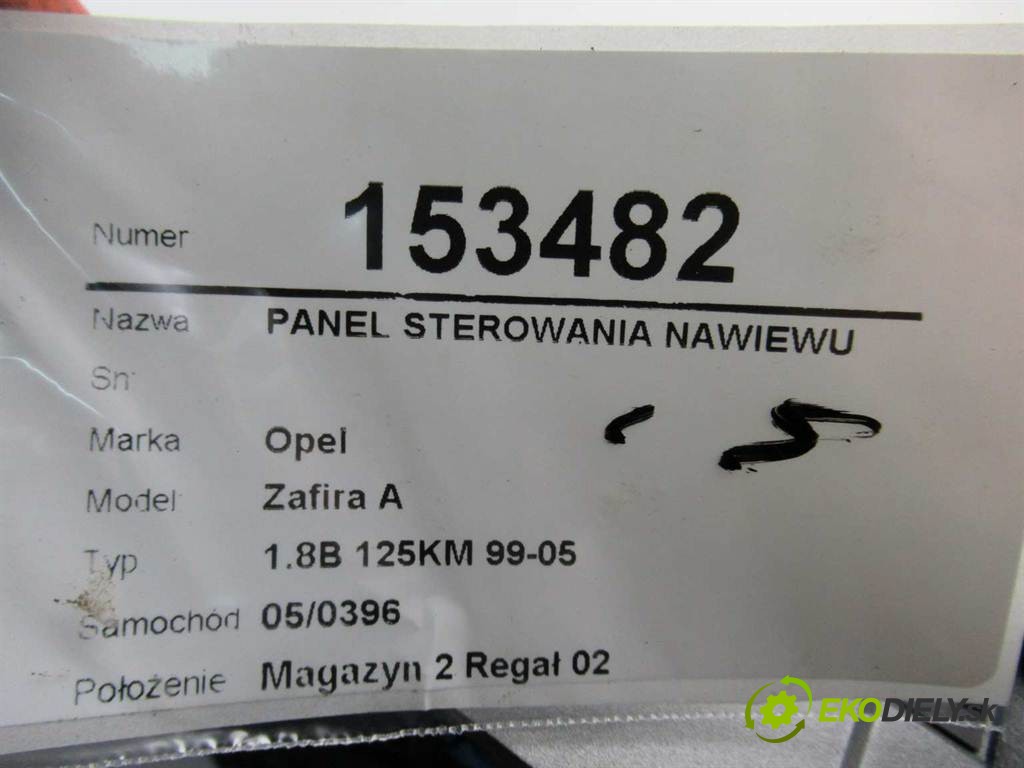 Numer 153482
Nazwa PANEL STEROWANIA NAWIEWU
Sn
Marka Opel
Model Zafira A
Typ 1.8B 125KM 99-05
Samochód 05/0396
Położenie Magazyn 2 Regał 02
EKODIELY.sk